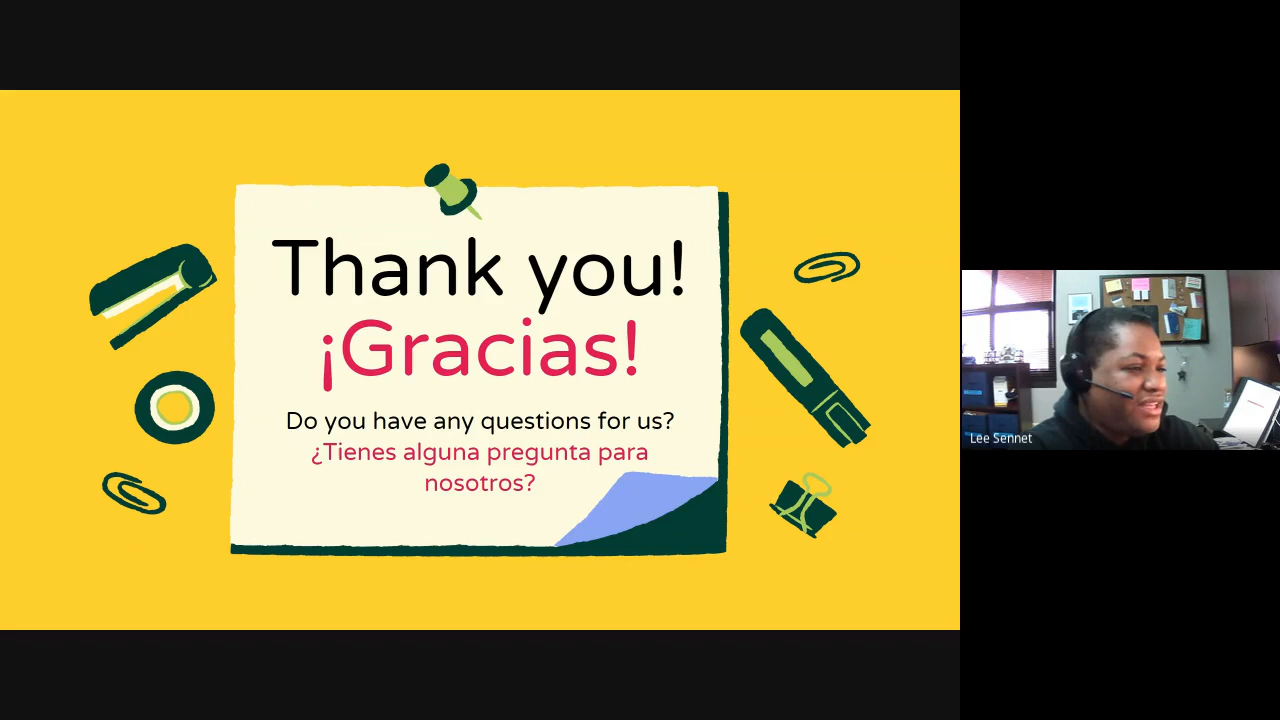 Thank you!
¡Gracias!
Do you have any questions for us?
¿Tienes alguna pregunta para
nosotros?
Lee Sennet